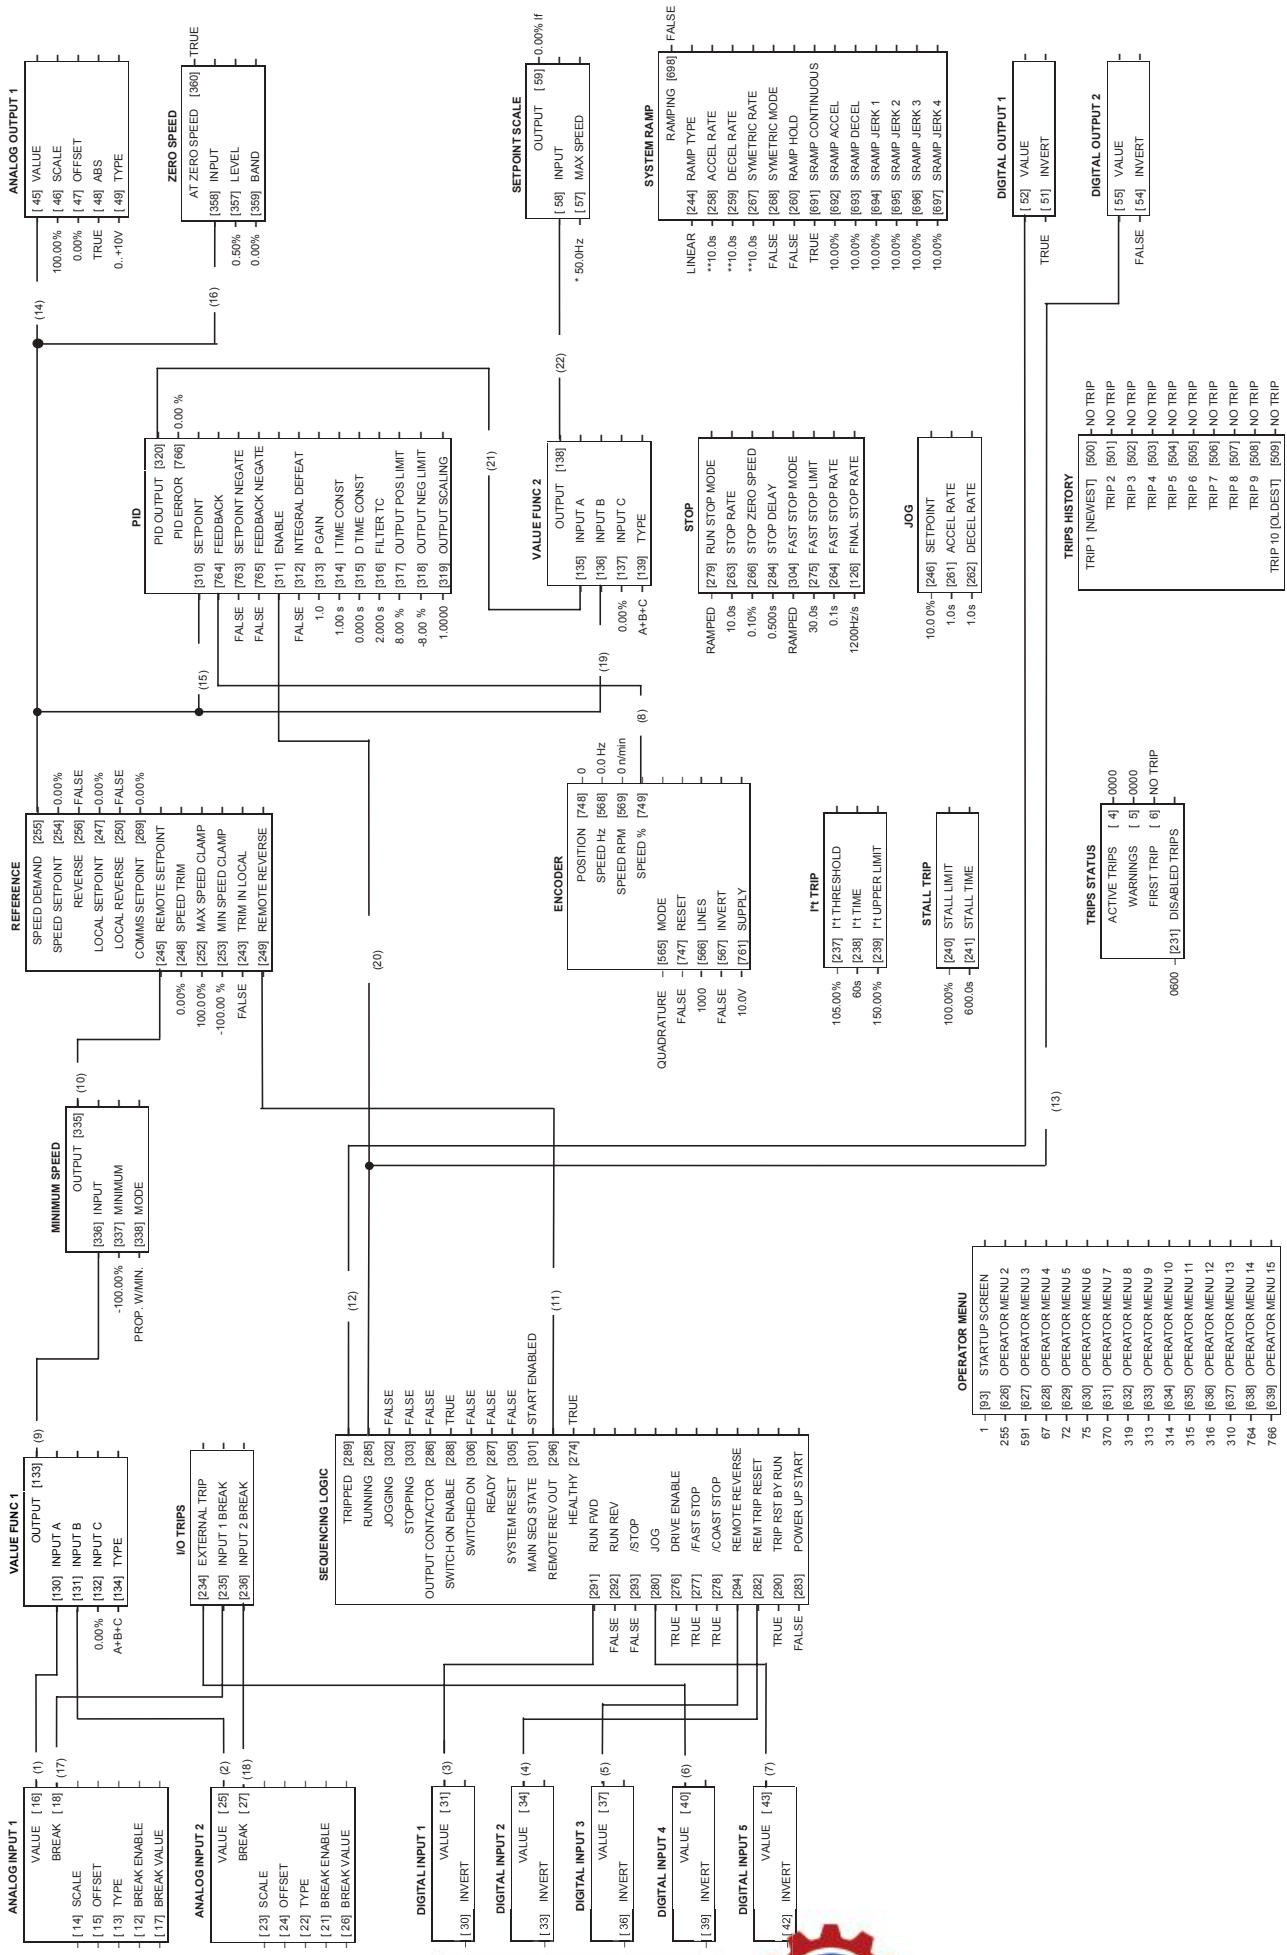 ANALOG INPUT 1
VALUE [ 16]
BREAK [ 18]
[ 14] SCALE
[ 15] OFFSET
[ 13] TYPE
[ 12] BREAK ENABLE
[ 17] BREAK VALUE
(1)
(17)
ANALOG INPUT 2
VALUE [ 25]
BREAK [ 27]
[ 23] SCALE
[ 24] OFFSET
[ 22] TYPE
[ 21] BREAK ENABLE
[ 26] BREAK VALUE
(2)
(18)
DIGITAL INPUT 1
VALUE [ 31]
[ 30] INVERT
(3)
DIGITAL INPUT 2
VALUE [ 34]
[ 33] INVERT
(4)
DIGITAL INPUT 3
VALUE [ 37]
[ 36] INVERT
(5)
DIGITAL INPUT 4
VALUE [ 40]
[ 39] INVERT
(6)
DIGITAL INPUT 5
VALUE [ 43]
[ 42] INVERT
(7)
VALUE FUNC 1
OUTPUT [133]
[130] INPUT A
[131] INPUT B
0.00% [132] INPUT C
A+B+C [134] TYPE
(9)
I/O TRIPS
[234] EXTERNAL TRIP
[235] INPUT 1 BREAK
[236] INPUT 2 BREAK
SEQUENCING LOGIC
TRIPPED [289]
RUNNING [285]
JOGGING [302] FALSE
STOPPING [303] FALSE
OUTPUT CONTACTOR [286] FALSE
SWITCH ON ENABLE [288] TRUE
SWITCHED ON [306] FALSE
READY [287] FALSE
SYSTEM RESET [305] FALSE
MAIN SEQ STATE [301] START ENABLED
REMOTE REV OUT [296]
HEALTHY [274] TRUE
[291] RUN FWD
FALSE [292] RUN REV
FALSE [293] /STOP
[280] JOG
TRUE [276] DRIVE ENABLE
TRUE [277] /FAST STOP
TRUE [278] /COAST STOP
[294] REMOTE REVERSE
[282] REM TRIP RESET
TRUE [290] TRIP RST BY RUN
FALSE [283] POWER UP START
(12)
(11)
MINIMUM SPEED
OUTPUT [335]
[336] INPUT
-100.00% [337] MINIMUM
PROP. W/MIN. [338] MODE
(10)
OPERATOR MENU
1 [93] STARTUP SCREEN
255 [626] OPERATOR MENU 2
591 [627] OPERATOR MENU 3
67 [628] OPERATOR MENU 4
72 [629] OPERATOR MENU 5
75 [630] OPERATOR MENU 6
370 [631] OPERATOR MENU 7
319 [632] OPERATOR MENU 8
313 [633] OPERATOR MENU 9
314 [634] OPERATOR MENU 10
315 [635] OPERATOR MENU 11
316 [636] OPERATOR MENU 12
310 [637] OPERATOR MENU 13
764 [638] OPERATOR MENU 14
766 [639] OPERATOR MENU 15
REFERENCE
SPEED DEMAND [255]
SPEED SETPOINT [254] 0.00%
REVERSE [256] FALSE
LOCAL SETPOINT [247] 0.00%
LOCAL REVERSE [250] FALSE
COMMS SETPOINT [269] 0.00%
[245] REMOTE SETPOINT
0.00% [248] SPEED TRIM
100.00% [252] MAX SPEED CLAMP
-100.00 % [253] MIN SPEED CLAMP
FALSE [243] TRIM IN LOCAL
[249] REMOTE REVERSE
(20)
ENCODER
POSITION [748] 0
SPEED Hz [568] 0.0 Hz
SPEED RPM [569] 0 n/min
SPEED % [749]
QUADRATURE [565] MODE
FALSE [747] RESET
1000 [566] LINES
FALSE [567] INVERT
10.0V [761] SUPPLY
(8)
I*t TRIP
105.00% [237] I*t THRESHOLD
60s [238] I*t TIME
150.00% [239] I*t UPPER LIMIT
STALL TRIP
100.00% [240] STALL LIMIT
600.0s [241] STALL TIME
(13)
TRIPS STATUS
ACTIVE TRIPS [ 4] 0000
WARNINGS [ 5] 0000
FIRST TRIP [ 6] NO TRIP
0600 [231] DISABLED TRIPS
PID
PID OUTPUT [320]
PID ERROR [766] 0.00 %
[310] SETPOINT
[764] FEEDBACK
FALSE [763] SETPOINT NEGATE
FALSE [765] FEEDBACK NEGATE
[311] ENABLE
FALSE [312] INTEGRAL DEFEAT
1.0 [313] P GAIN
1.00 s [314] I TIME CONST
0.000 s [315] D TIME CONST
2.000 s [316] FILTER TC
8.00 % [317] OUTPUT POS LIMIT
-8.00 % [318] OUTPUT NEG LIMIT
1.0000 [319] OUTPUT SCALING
(15)
(19)
(21)
VALUE FUNC 2
OUTPUT [138]
[135] INPUT A
[136] INPUT B
0.00% [137] INPUT C
A+B+C [139] TYPE
(22)
STOP
RAMPED [279] RUN STOP MODE
10.0s [263] STOP RATE
0.10% [266] STOP ZERO SPEED
0.500s [284] STOP DELAY
RAMPED [304] FAST STOP MODE
30.0s [275] FAST STOP LIMIT
0.1s [264] FAST STOP RATE
1200Hz/s [126] FINAL STOP RATE
JOG
10.0 0% [246] SETPOINT
1.0s [261] ACCEL RATE
1.0s [262] DECEL RATE
TRIPS HISTORY
TRIP 1 [NEWEST] [500] NO TRIP
TRIP 2 [501] NO TRIP
TRIP 3 [502] NO TRIP
TRIP 4 [503] NO TRIP
TRIP 5 [504] NO TRIP
TRIP 6 [505] NO TRIP
TRIP 7 [506] NO TRIP
TRIP 8 [507] NO TRIP
TRIP 9 [508] NO TRIP
TRIP 10 [OLDEST] [509] NO TRIP
ANALOG OUTPUT 1
[ 45] VALUE
100.00% [ 46] SCALE
0.00% [ 47] OFFSET
TRUE [ 48] ABS
0.. +10V [ 49] TYPE
(14)
ZERO SPEED
AT ZERO SPEED [360] TRUE
[358] INPUT
0.50% [357] LEVEL
0.00% [359] BAND
(16)
SETPOINT SCALE
OUTPUT [ 59] 0.00% lf
[ 58] INPUT
* 50.0Hz [ 57] MAX SPEED
SYSTEM RAMP
RAMPING [698] FALSE
LINEAR [244] RAMP TYPE
**10.0s [258] ACCEL RATE
**10.0s [259] DECEL RATE
**10.0s [267] SYMETRIC RATE
FALSE [268] SYMETRIC MODE
FALSE [260] RAMP HOLD
TRUE [691] SRAMP CONTINUOUS
10.00% [692] SRAMP ACCEL
10.00% [693] SRAMP DECEL
10.00% [694] SRAMP JERK 1
10.00% [695] SRAMP JERK 2
10.00% [696] SRAMP JERK 3
10.00% [697] SRAMP JERK 4
DIGITAL OUTPUT 1
[ 52] VALUE
TRUE [ 51] INVERT
DIGITAL OUTPUT 2
[ 55] VALUE
FALSE [ 54] INVERT